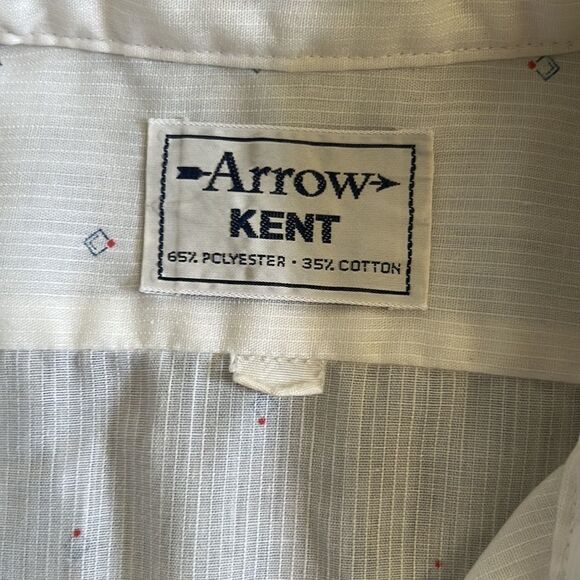 Arrow
KENT
65% POLYESTER · 35% COTTON